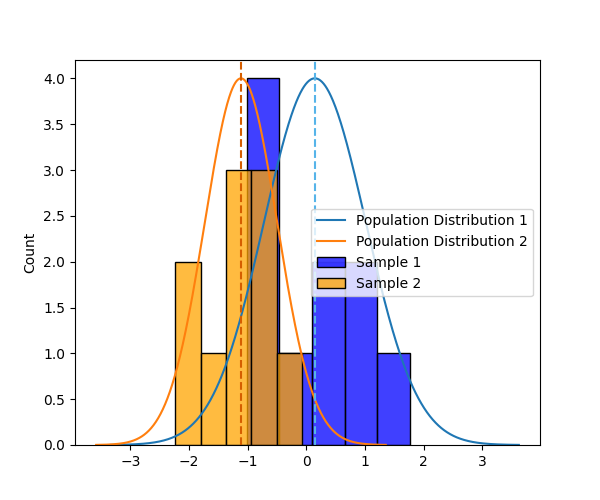 4.0
3.5
3.0
2.5
2.0
1.5
1.0
0.5
0.0
Count
Population Distribution 1
Population Distribution 2
Sample 1
Sample 2
−3 −2 −1 0 1 2 3